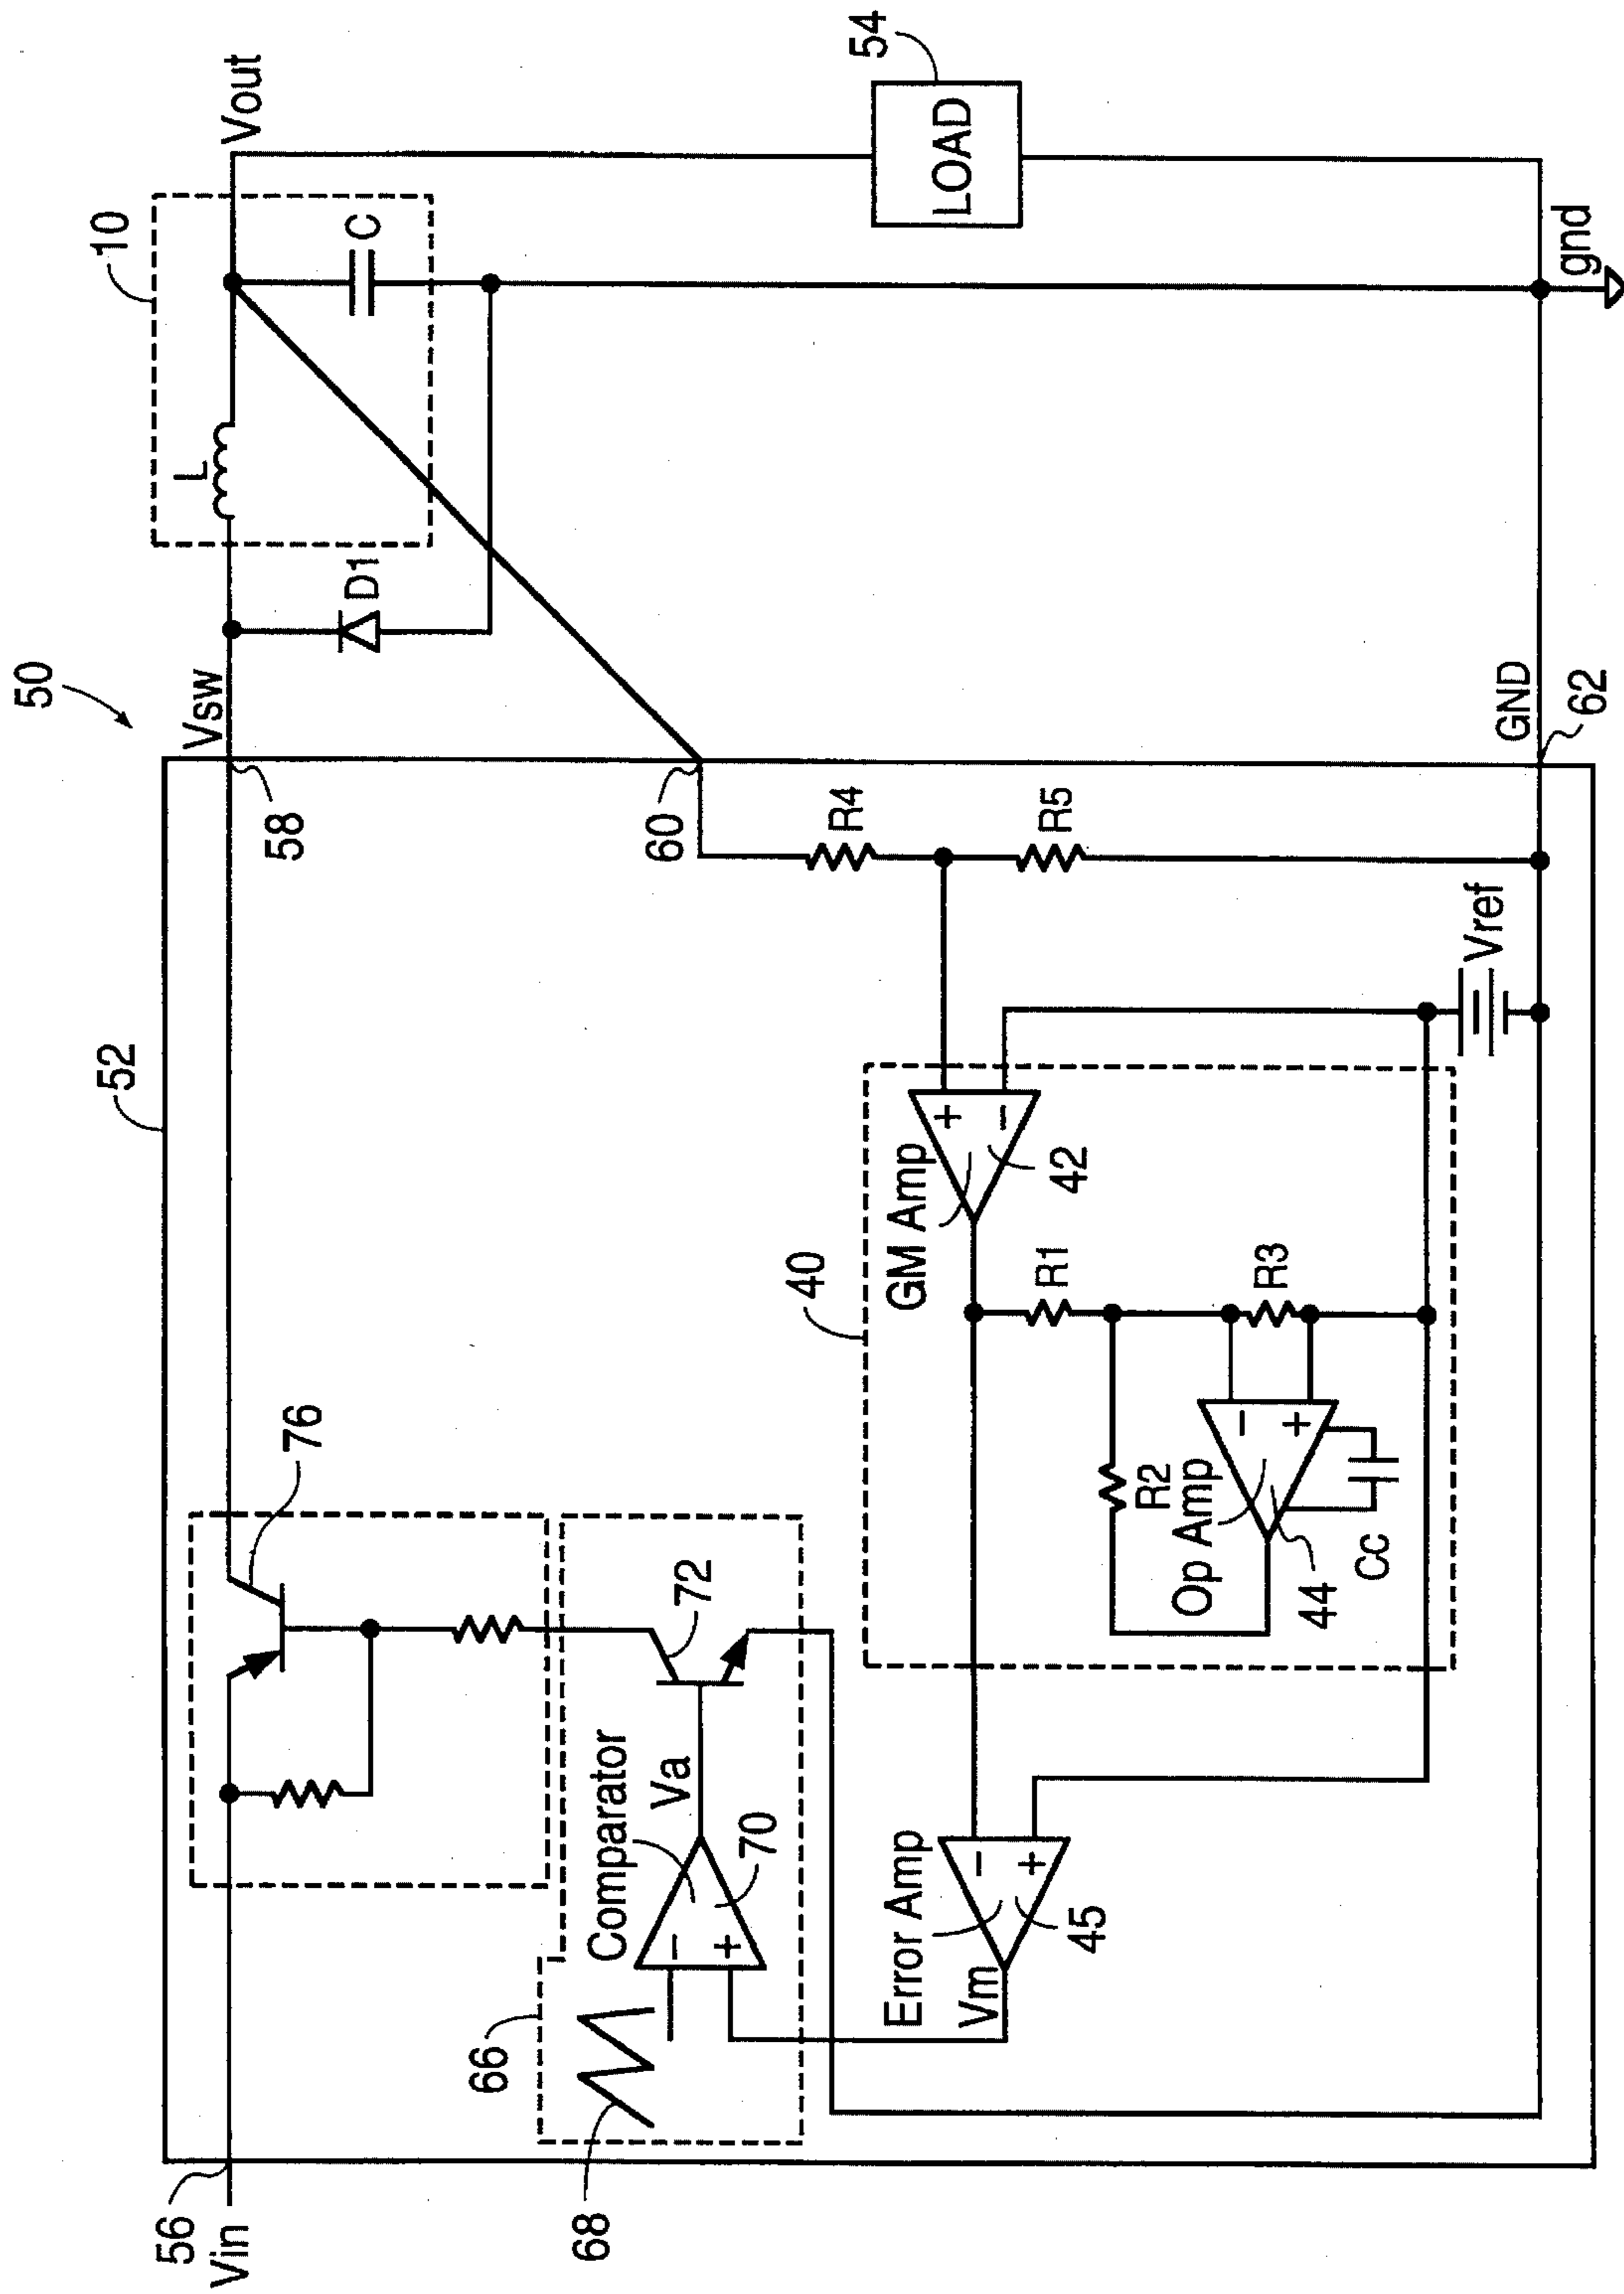 50
52
10
Vin
56
58
Vsw
L
Vout
76
D1
C
66
68
Comparator
70
Va
72
60
54
LOAD
R4
R5
40
GM Amp
+
−
42
Error Amp
Vm
−
+
45
R1
R2
R3
Op Amp
−
+
44
Cc
−
+
Vref
GND
62
gnd